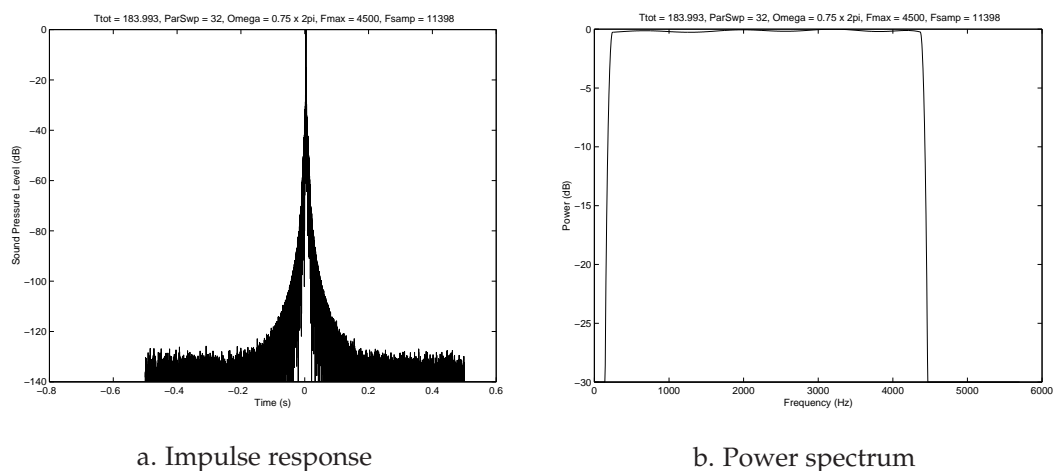 Ttot = 183.993, ParSwp = 32, Omega = 0.75 x 2pi, Fmax = 4500, Fsamp = 11398
0
−20
−40
−60
−80
−100
−120
−140
Sound Pressure Level (dB)
−0.8 −0.6 −0.4 −0.2 0 0.2 0.4 0.6 0.8
Time (s)
a. Impulse response
Ttot = 183.993, ParSwp = 32, Omega = 0.75 x 2pi, Fmax = 4500, Fsamp = 11398
0
−5
−10
−15
−20
−25
−30
Power (dB)
0 1000 2000 3000 4000 5000 6000
Frequency (Hz)
b. Power spectrum